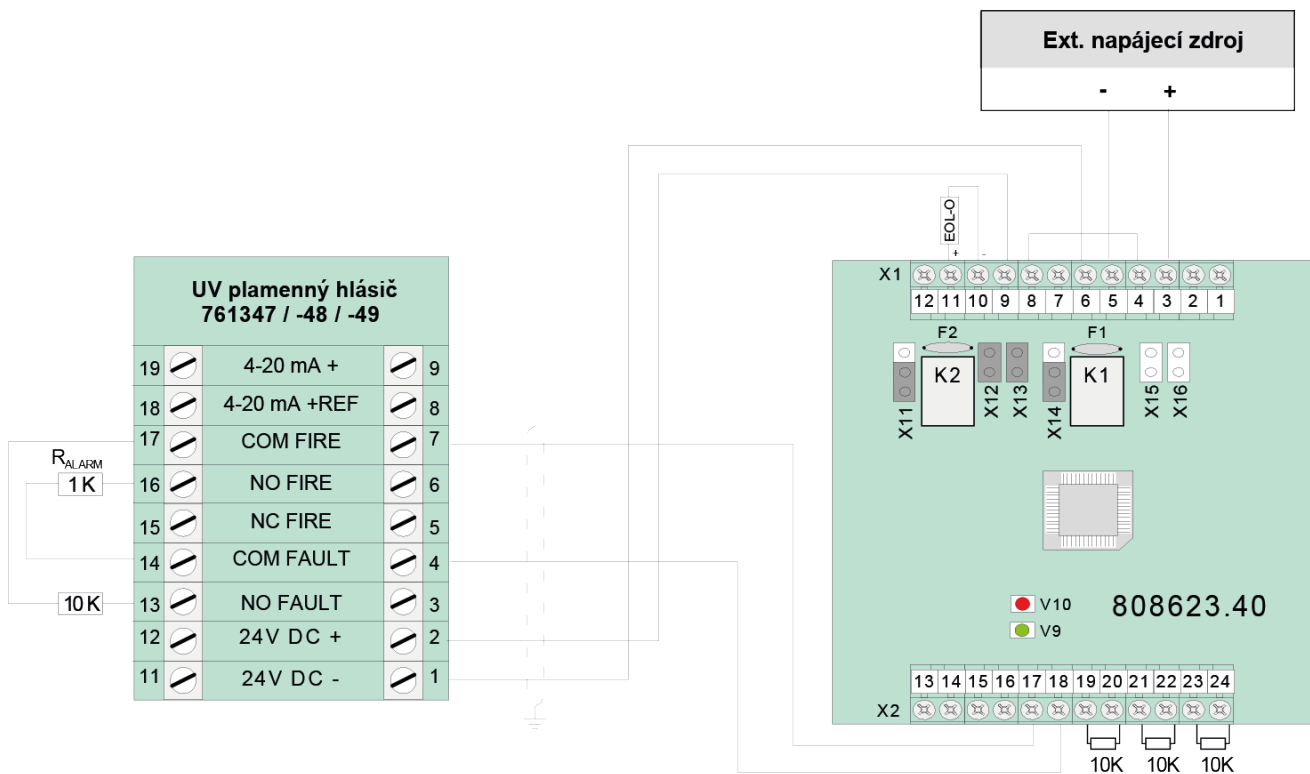 Ext. napájecí zdroj
- +
EOL-O
+ -
UV plamenný hlásič
761347 / -48 / -49
19 4-20 mA + 9
18 4-20 mA +REF 8
17 COM FIRE 7
16 NO FIRE 6
15 NC FIRE 5
14 COM FAULT 4
13 NO FAULT 3
12 24V DC + 2
11 24V DC - 1
RALARM
1K
10K
X1
12 11 10 9 8 7 6 5 4 3 2 1
F2 F1
K2 K1
X11 X12 X13 X14 X15 X16
V10
V9
808623.40
13 14 15 16 17 18 19 20 21 22 23 24
X2
10K 10K 10K